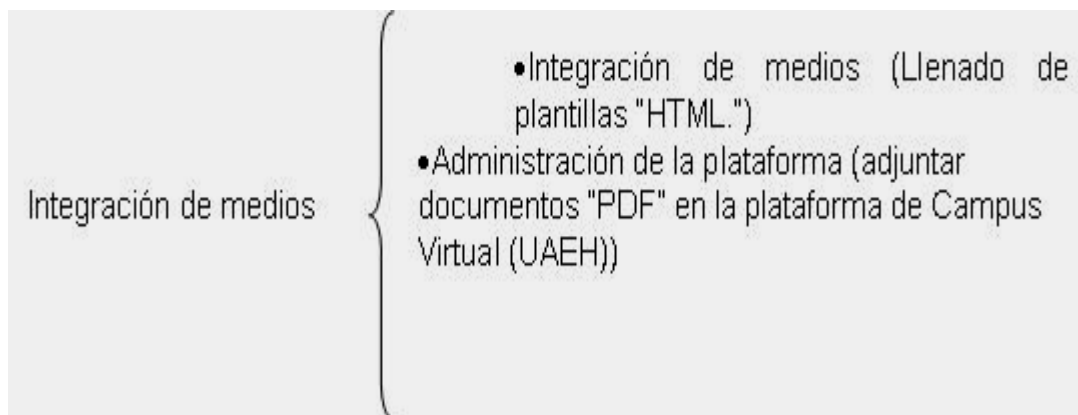 Integración de medios
•Integración de medios (Llenado de
plantillas "HTML.")
•Administración de la plataforma (adjuntar
documentos "PDF" en la plataforma de Campus
Virtual (UAEH))